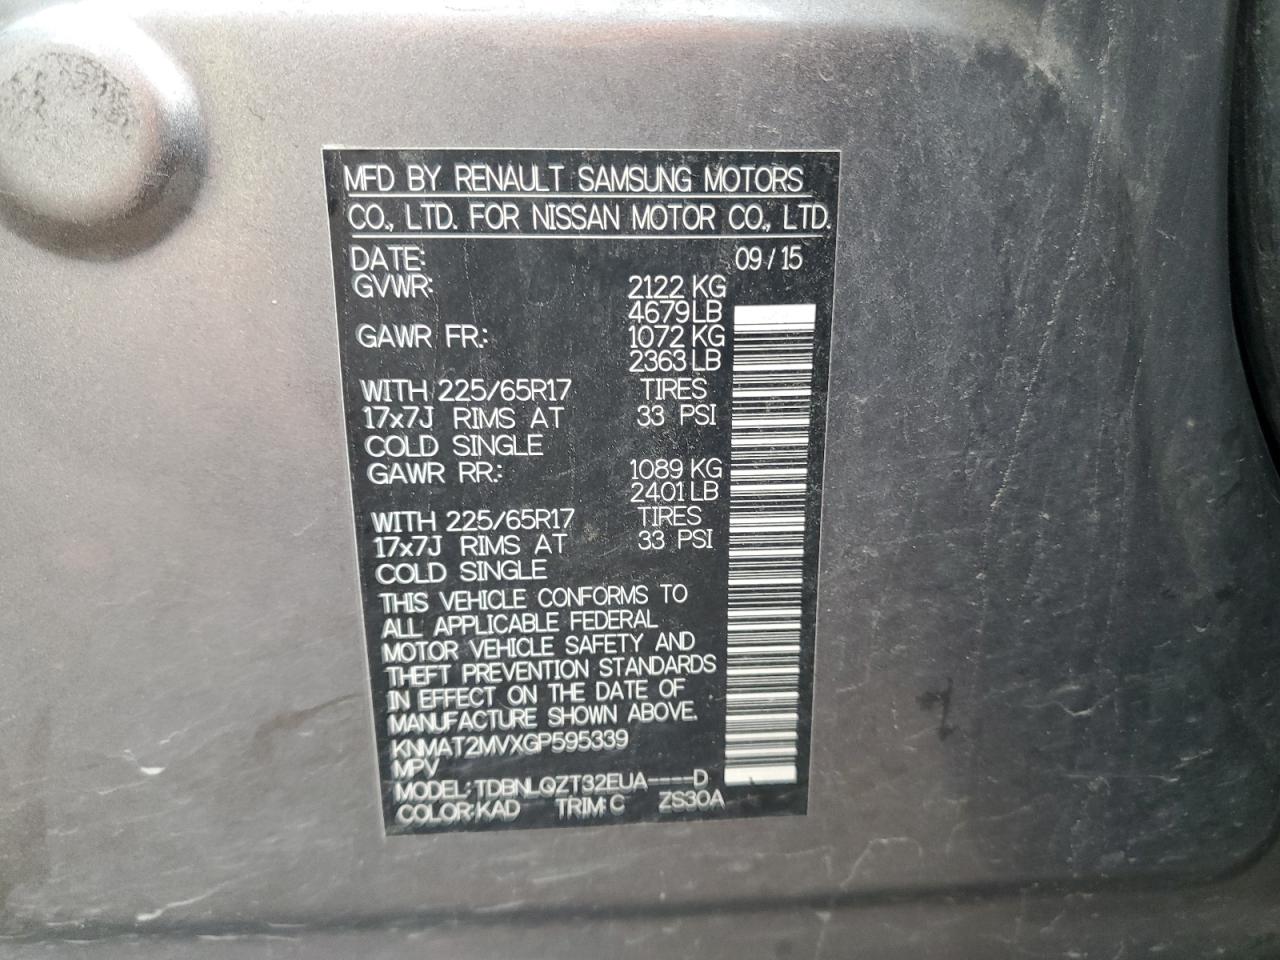 MFD BY RENAULT SAMSUNG MOTORS
CO., LTD. FOR NISSAN MOTOR CO., LTD.
DATE: 09/15
GVWR: 2122 KG
4679 LB
GAWR FR.: 1072 KG
2363 LB
WITH 225/65R17 TIRES
17x7J RIMS AT 33 PSI
COLD SINGLE
GAWR RR.: 1089 KG
2401 LB
WITH 225/65R17 TIRES
17x7J RIMS AT 33 PSI
COLD SINGLE
THIS VEHICLE CONFORMS TO
ALL APPLICABLE FEDERAL
MOTOR VEHICLE SAFETY AND
THEFT PREVENTION STANDARDS
IN EFFECT ON THE DATE OF
MANUFACTURE SHOWN ABOVE.
KNMAT2MVXGP595339
MPV
MODEL: TDBNLQZT32EUA----D
COLOR: KAD TRIM: C ZS30A